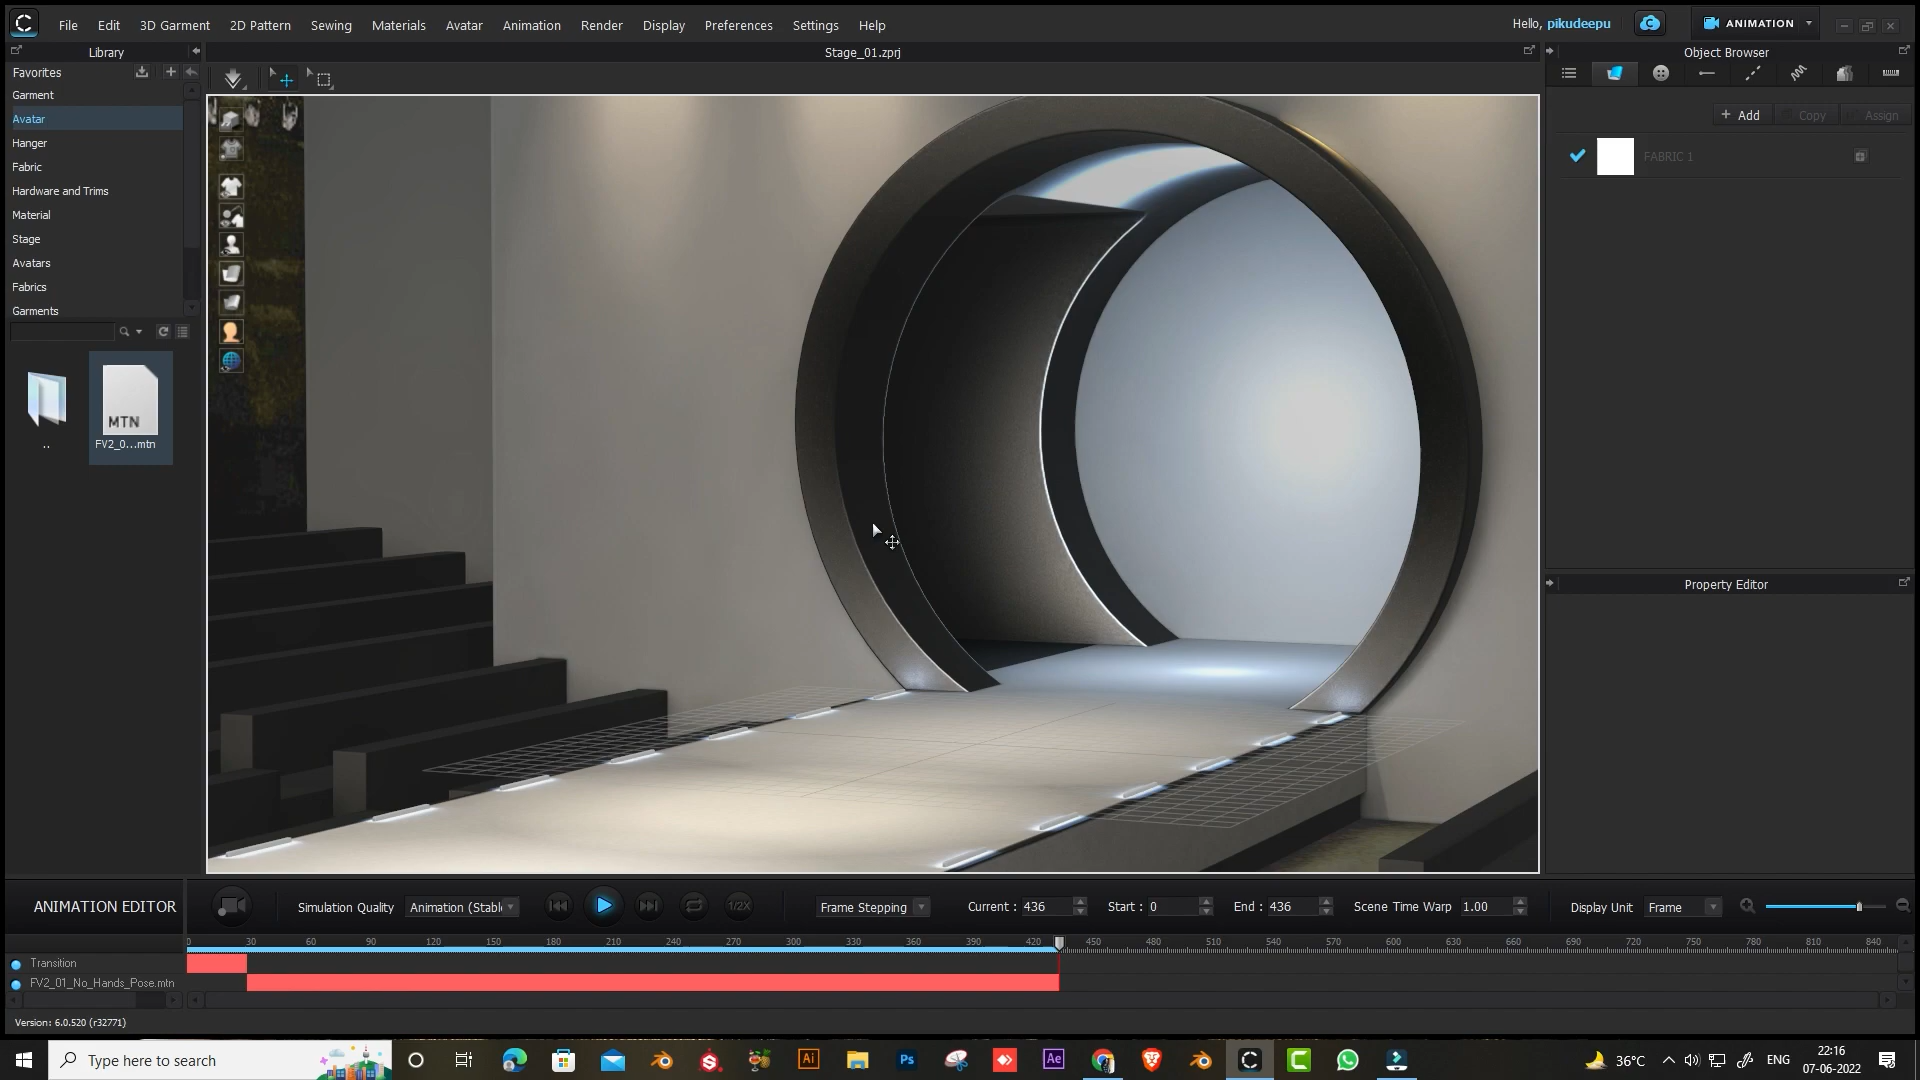 File Edit 3D Garment 2D Pattern Sewing Materials Avatar Animation Render Display Preferences Settings Help
Hello, pikudeepu
ANIMATION
Library
Stage_01.zprj
Object Browser
Favorites
Garment
Avatar
Hanger
Fabric
Hardware and Trims
Material
Stage
Avatars
Fabrics
Garments
+ Add
Copy
Assign
FABRIC 1
..
MTN
FV2_0...mtn
Property Editor
ANIMATION EDITOR
Simulation Quality
Animation (Stabl
1/2X
Frame Stepping
Current : 436
Start : 0
End : 436
Scene Time Warp 1.00
Display Unit Frame
0 30 60 90 120 150 180 210 240 270 300 330 360 390 420 450 480 510 540 570 600 630 660 690 720 750 780 810 840
Transition
FV2_01_No_Hands_Pose.mtn
Version: 6.0.520 (r32771)
Type here to search
Ai
Ps
Ae
36°C
ENG
22:16
07-06-2022